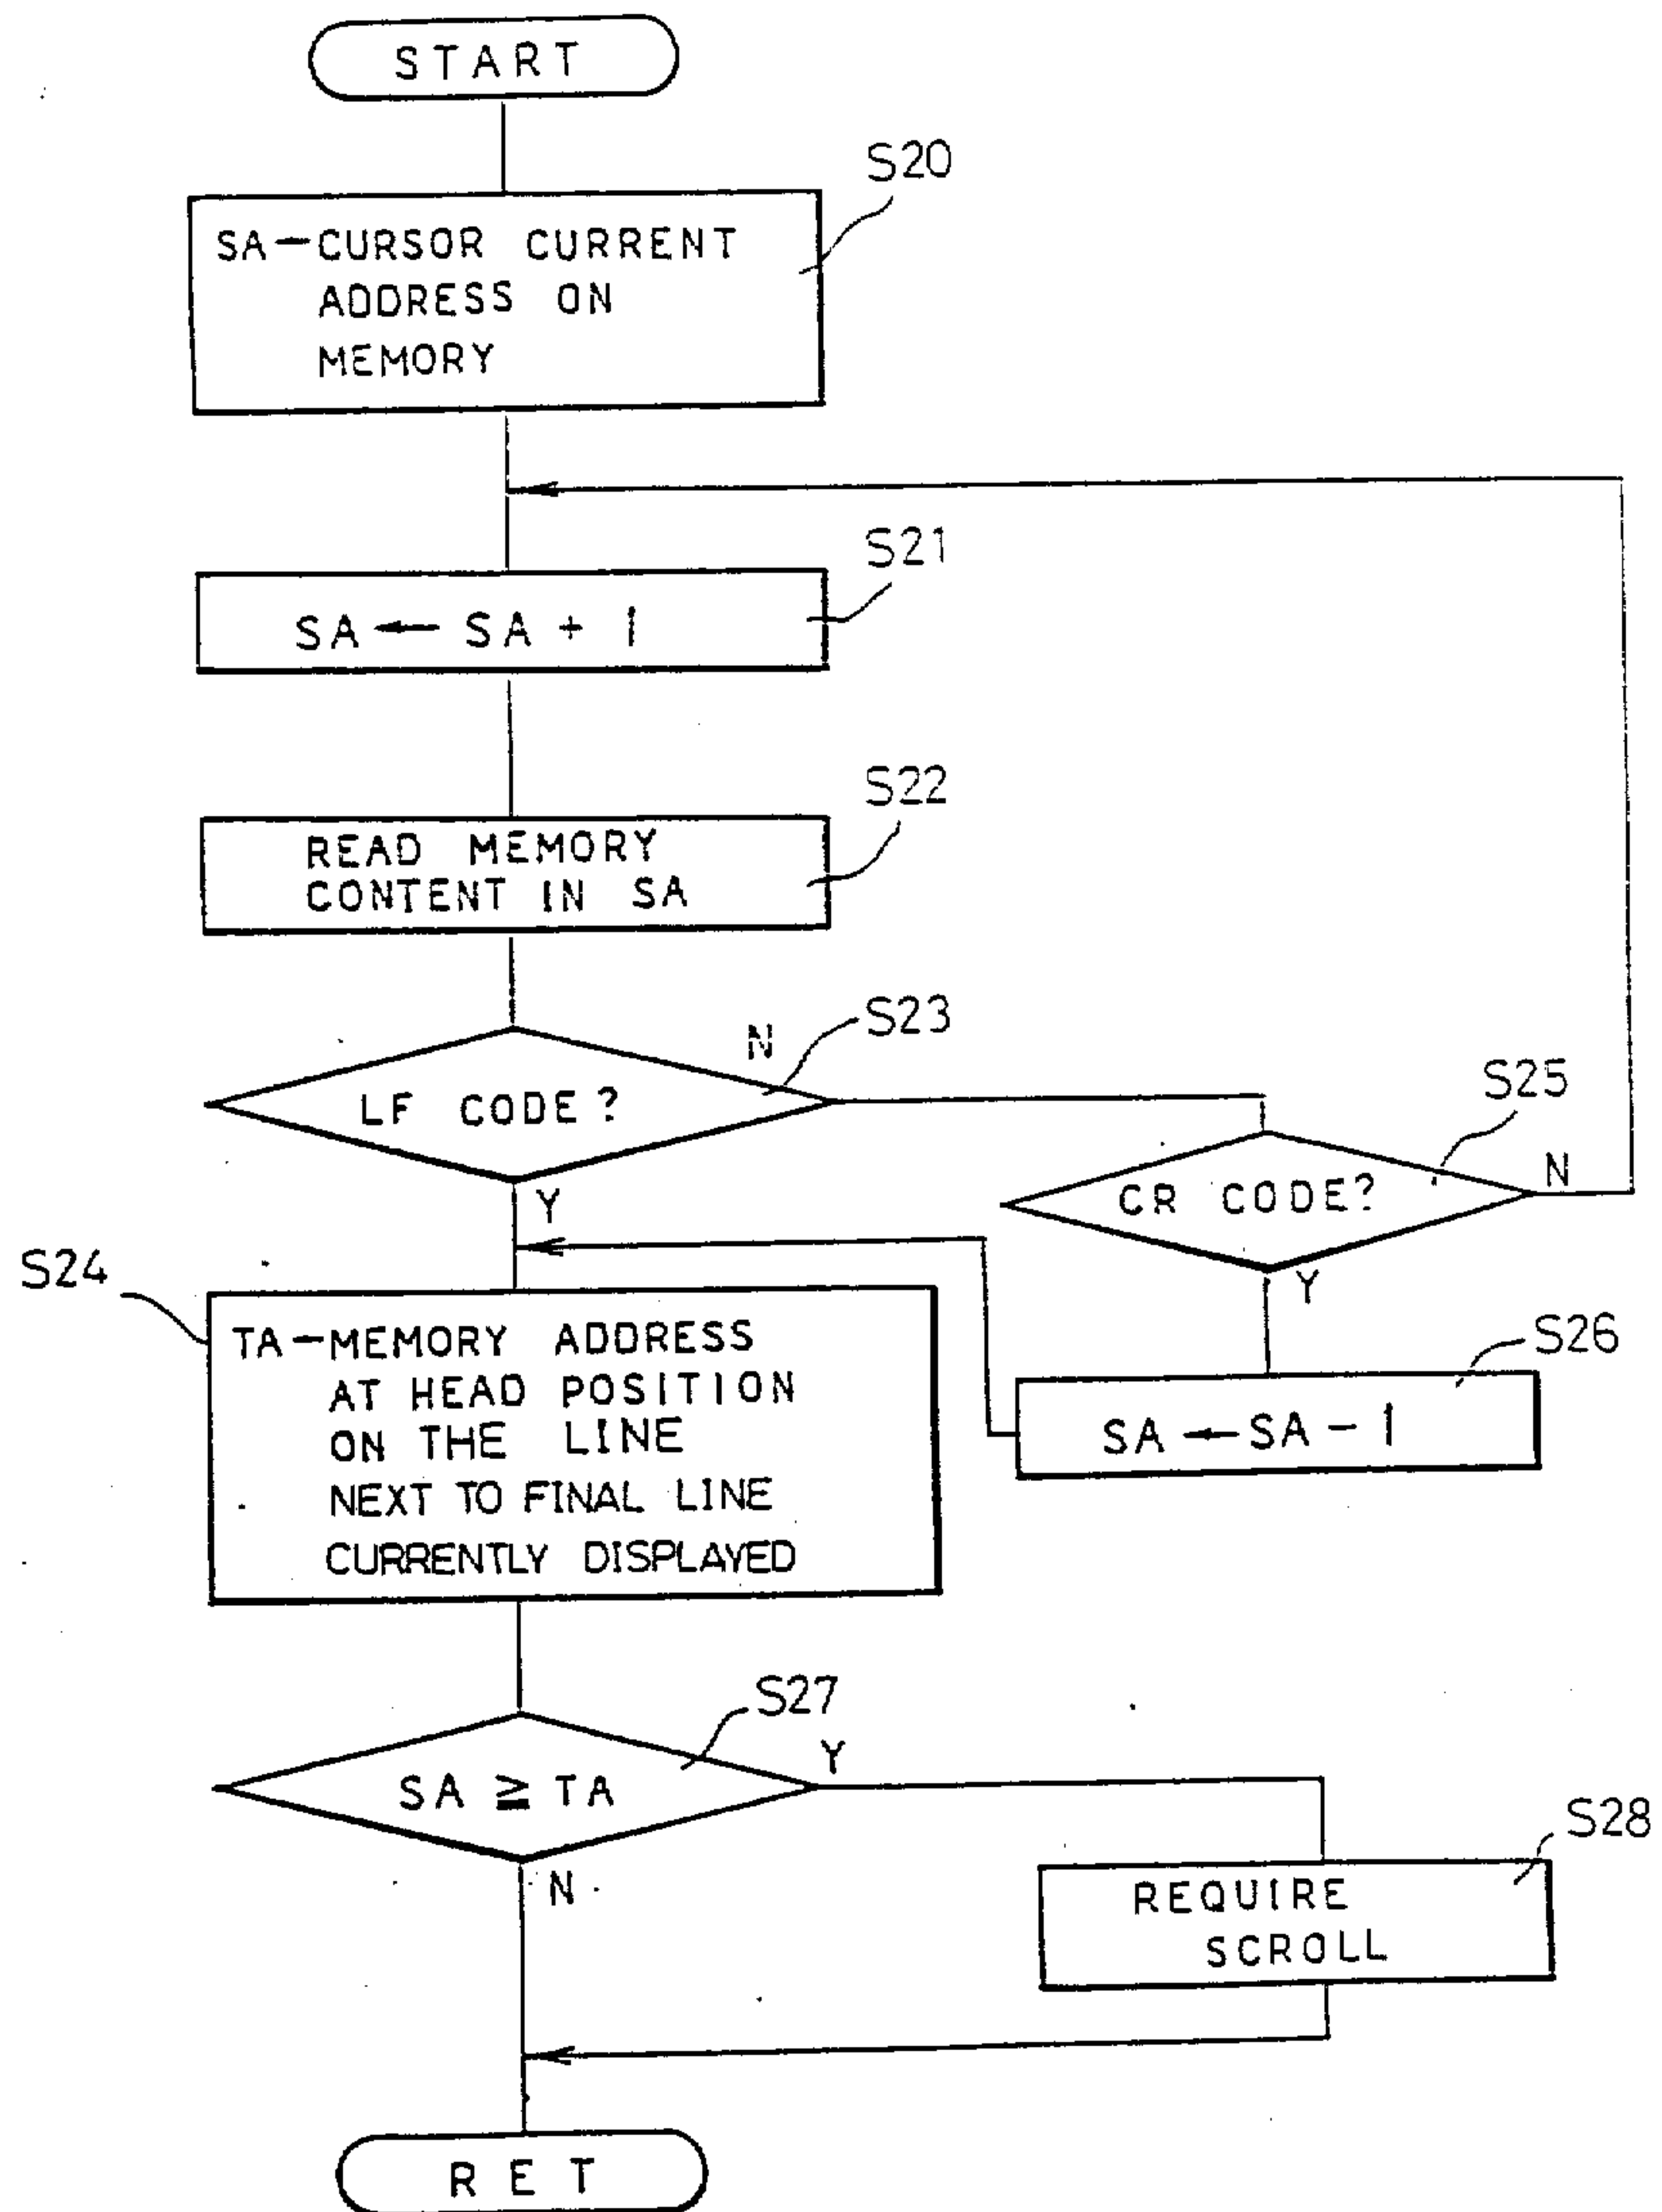 START
S20
SA←CURSOR CURRENT
ADDRESS ON
MEMORY
S21
SA ← SA + 1
S22
READ MEMORY
CONTENT IN SA
S23
N
LF CODE?
Y
S25
CR CODE?
N
Y
S24
TA←MEMORY ADDRESS
AT HEAD POSITION
ON THE LINE
NEXT TO FINAL LINE
CURRENTLY DISPLAYED
S26
SA ← SA - 1
S27
Y
SA ≧ TA
N
S28
REQUIRE
SCROLL
RET